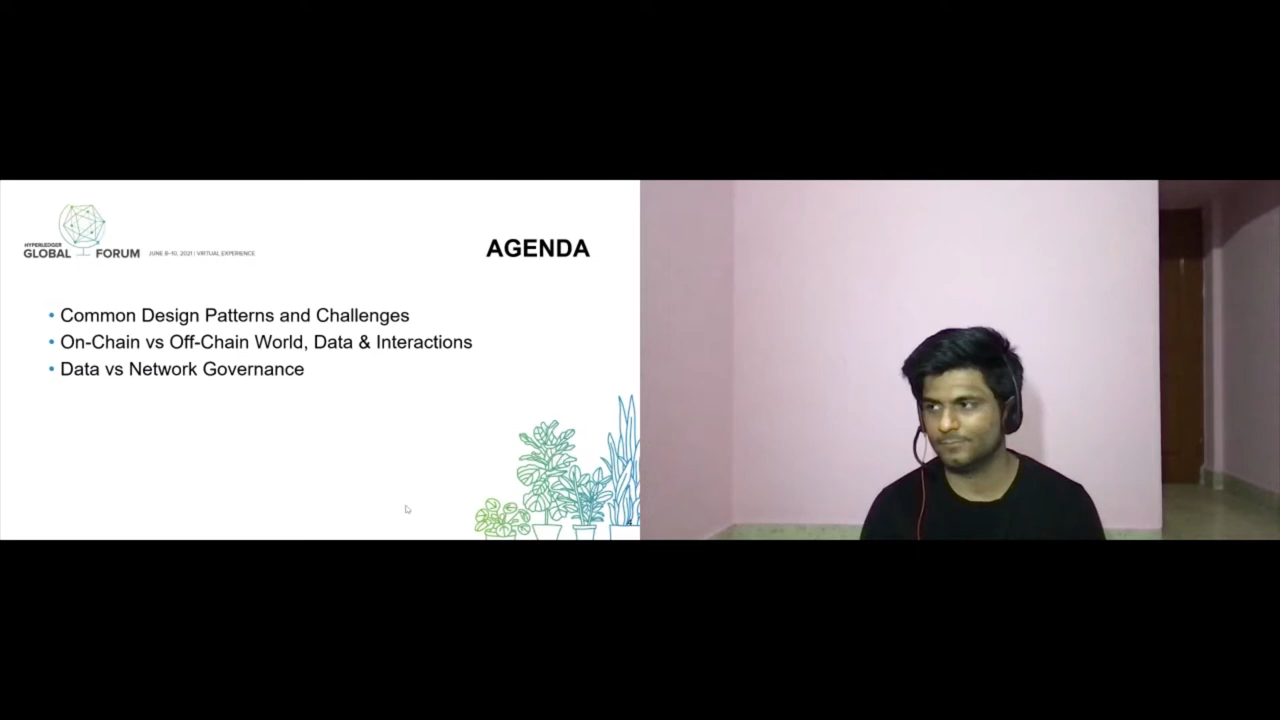 HYPERLEDGER
GLOBAL FORUM JUNE 8-10, 2021 | VIRTUAL EXPERIENCE
AGENDA
• Common Design Patterns and Challenges
• On-Chain vs Off-Chain World, Data & Interactions
• Data vs Network Governance